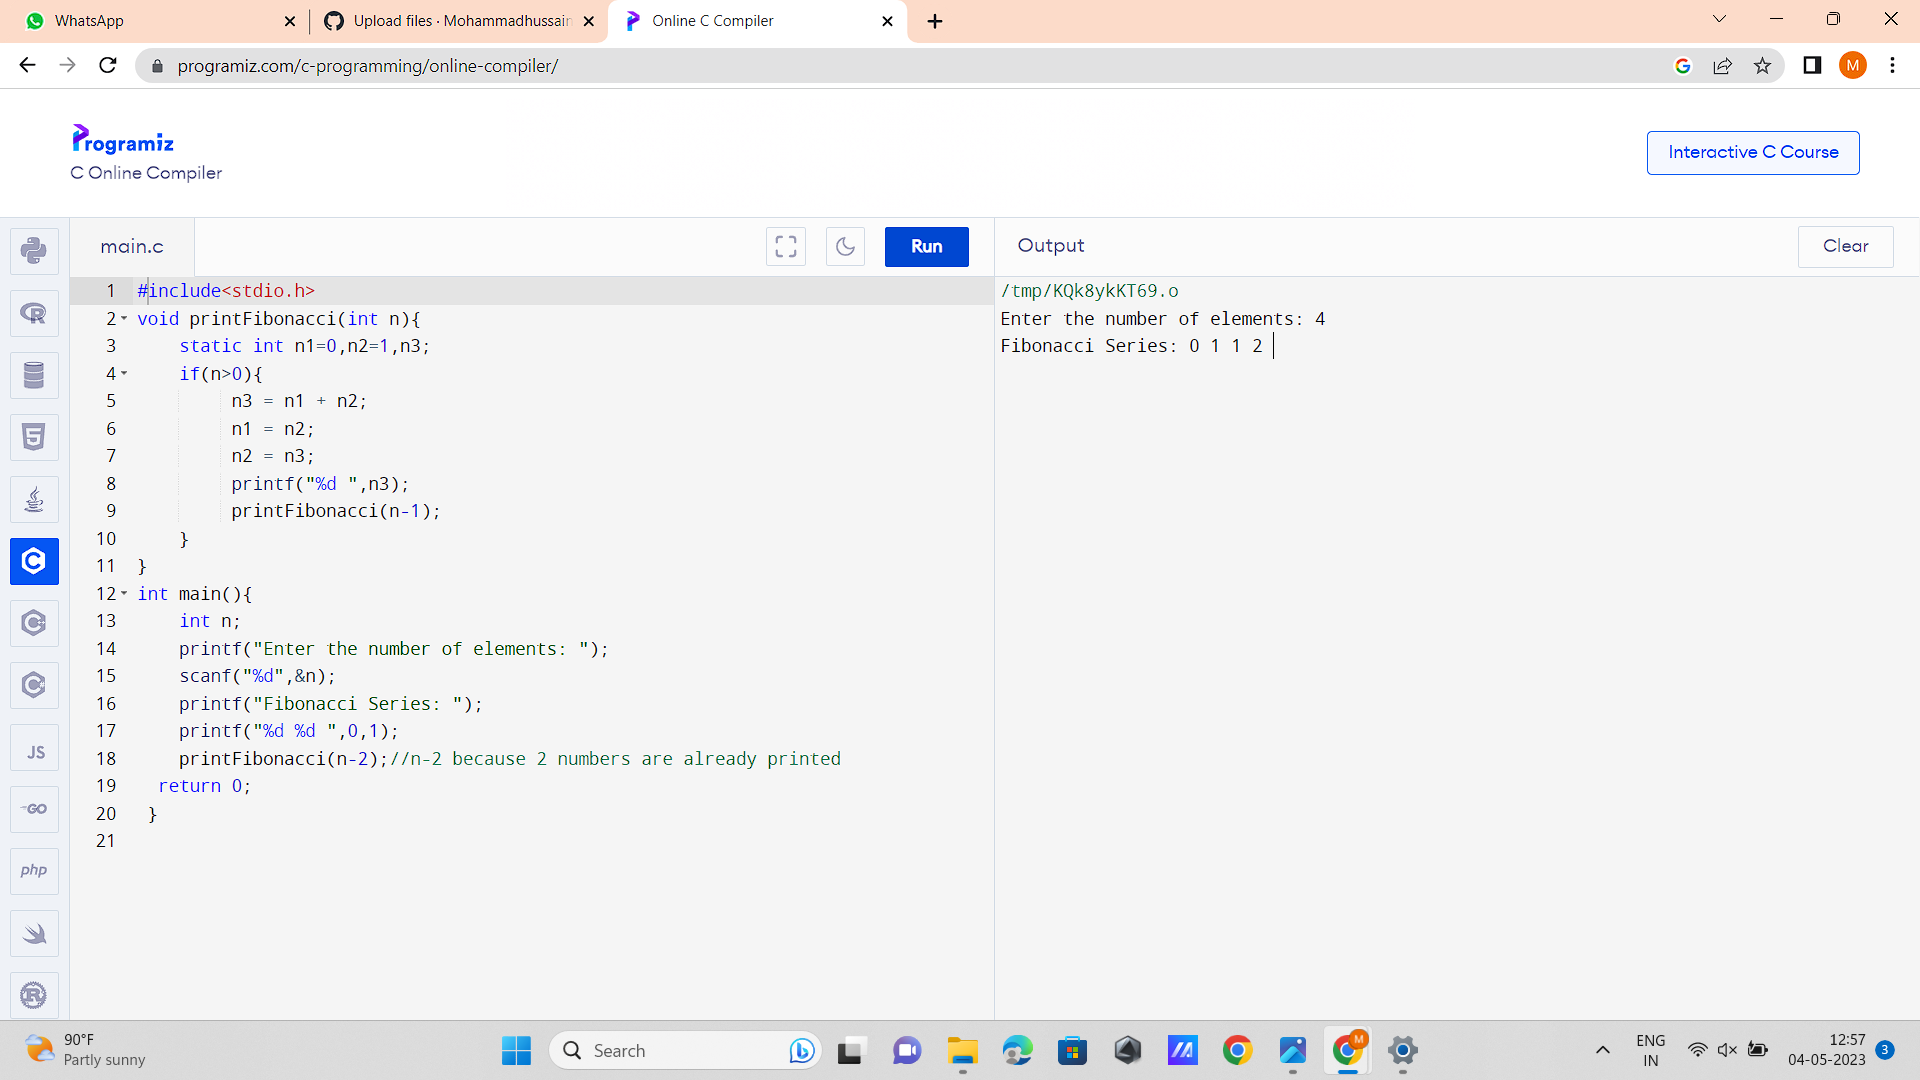 WhatsApp
Upload files · Mohammadhussain
Online C Compiler
programiz.com/c-programming/online-compiler/
M
Programiz
C Online Compiler
Interactive C Course
main.c
Run
Output
Clear
1 #include<stdio.h>
2 void printFibonacci(int n){
3 static int n1=0,n2=1,n3;
4 if(n>0){
5 n3 = n1 + n2;
6 n1 = n2;
7 n2 = n3;
8 printf("%d ",n3);
9 printFibonacci(n-1);
10 }
11 }
12 int main(){
13 int n;
14 printf("Enter the number of elements: ");
15 scanf("%d",&n);
16 printf("Fibonacci Series: ");
17 printf("%d %d ",0,1);
18 printFibonacci(n-2);//n-2 because 2 numbers are already printed
19 return 0;
20 }
21
/tmp/KQk8ykKT69.o
Enter the number of elements: 4
Fibonacci Series: 0 1 1 2
JS
GO
php
90°F
Partly sunny
Search
M
ENG
IN
12:57
04-05-2023
3